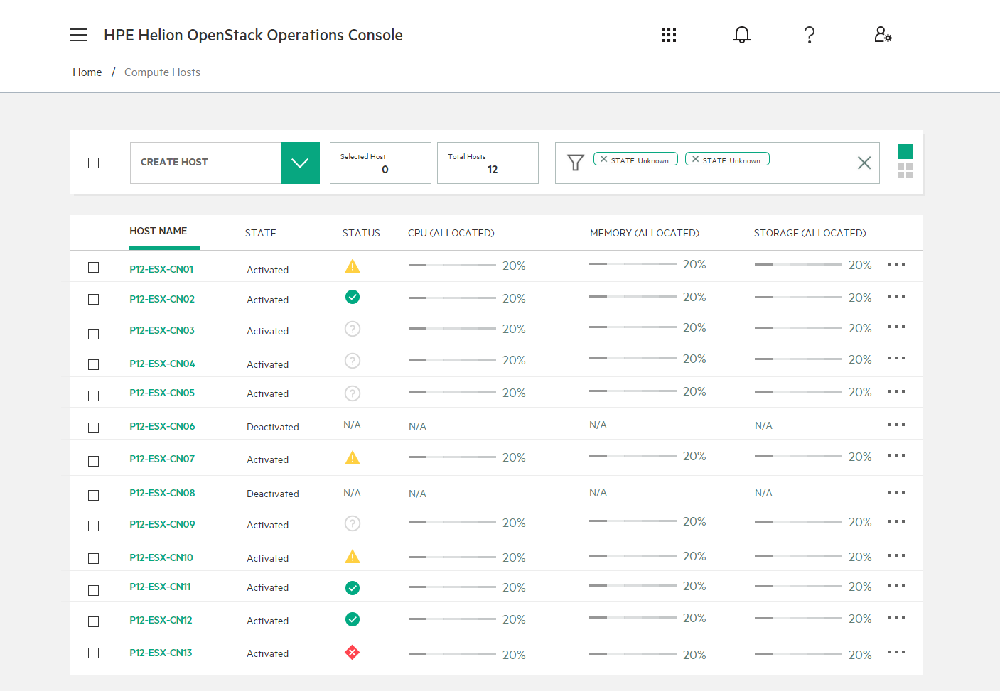 HPE Helion OpenStack Operations Console
Home / Compute Hosts
CREATE HOST
Selected Host
0
Total Hosts
12
STATE: Unknown
STATE: Unknown
HOST NAME STATE STATUS CPU (ALLOCATED) MEMORY (ALLOCATED) STORAGE (ALLOCATED)
P12-ESX-CN01 Activated 20% 20% 20%
P12-ESX-CN02 Activated 20% 20% 20%
P12-ESX-CN03 Activated 20% 20% 20%
P12-ESX-CN04 Activated 20% 20% 20%
P12-ESX-CN05 Activated 20% 20% 20%
P12-ESX-CN06 Deactivated N/A N/A N/A N/A
P12-ESX-CN07 Activated 20% 20% 20%
P12-ESX-CN08 Deactivated N/A N/A N/A N/A
P12-ESX-CN09 Activated 20% 20% 20%
P12-ESX-CN10 Activated 20% 20% 20%
P12-ESX-CN11 Activated 20% 20% 20%
P12-ESX-CN12 Activated 20% 20% 20%
P12-ESX-CN13 Activated 20% 20% 20%